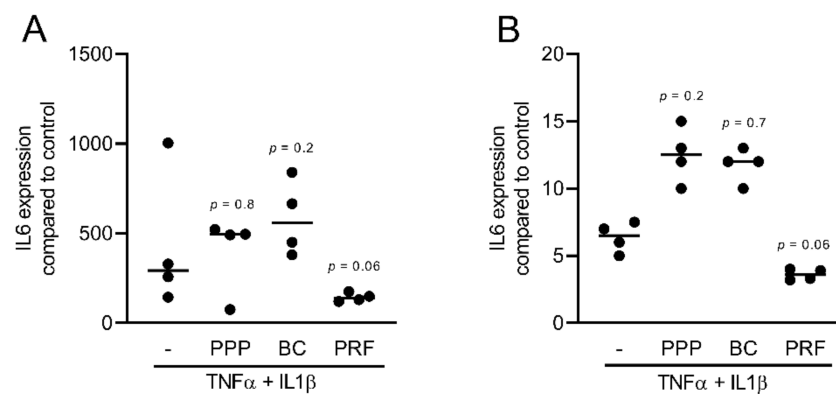 A
IL6 expression
compared to control
1500
1000
500
0
p = 0.8
p = 0.2
p = 0.06
- PPP BC PRF
TNFα + IL1β
B
IL6 expression
compared to control
20
15
10
5
0
p = 0.2
p = 0.7
p = 0.06
- PPP BC PRF
TNFα + IL1β